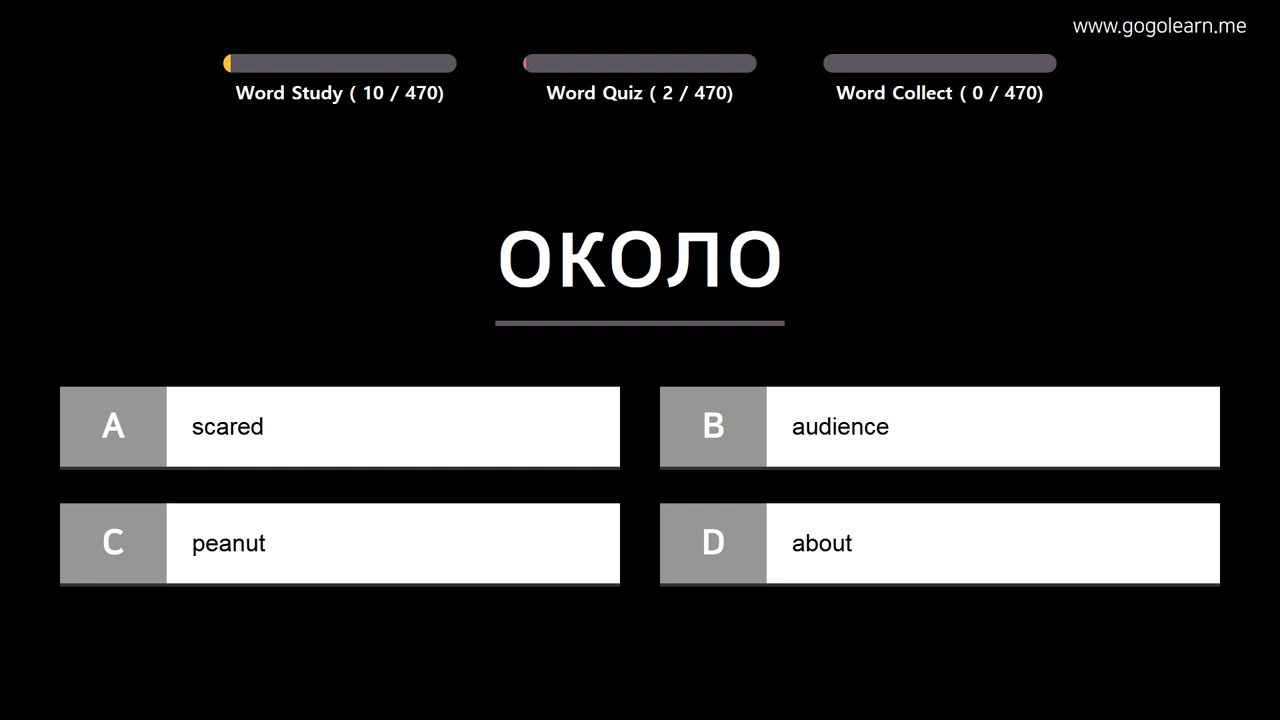 www.gogolearn.me
Word Study ( 10 / 470)
Word Quiz ( 2 / 470)
Word Collect ( 0 / 470)
около
A scared
B audience
C peanut
D about